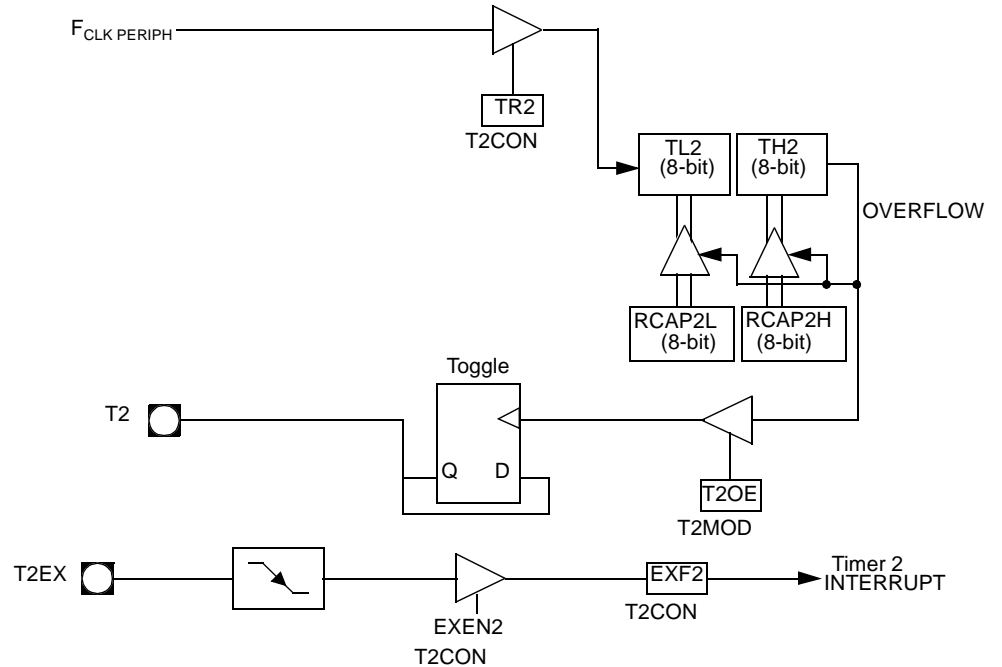 FCLK PERIPH
TR2
T2CON
TL2
(8-bit)
TH2
(8-bit)
OVERFLOW
RCAP2L
(8-bit)
RCAP2H
(8-bit)
Toggle
T2
Q
D
T2OE
T2MOD
T2EX
EXEN2
T2CON
EXF2
T2CON
Timer 2
INTERRUPT